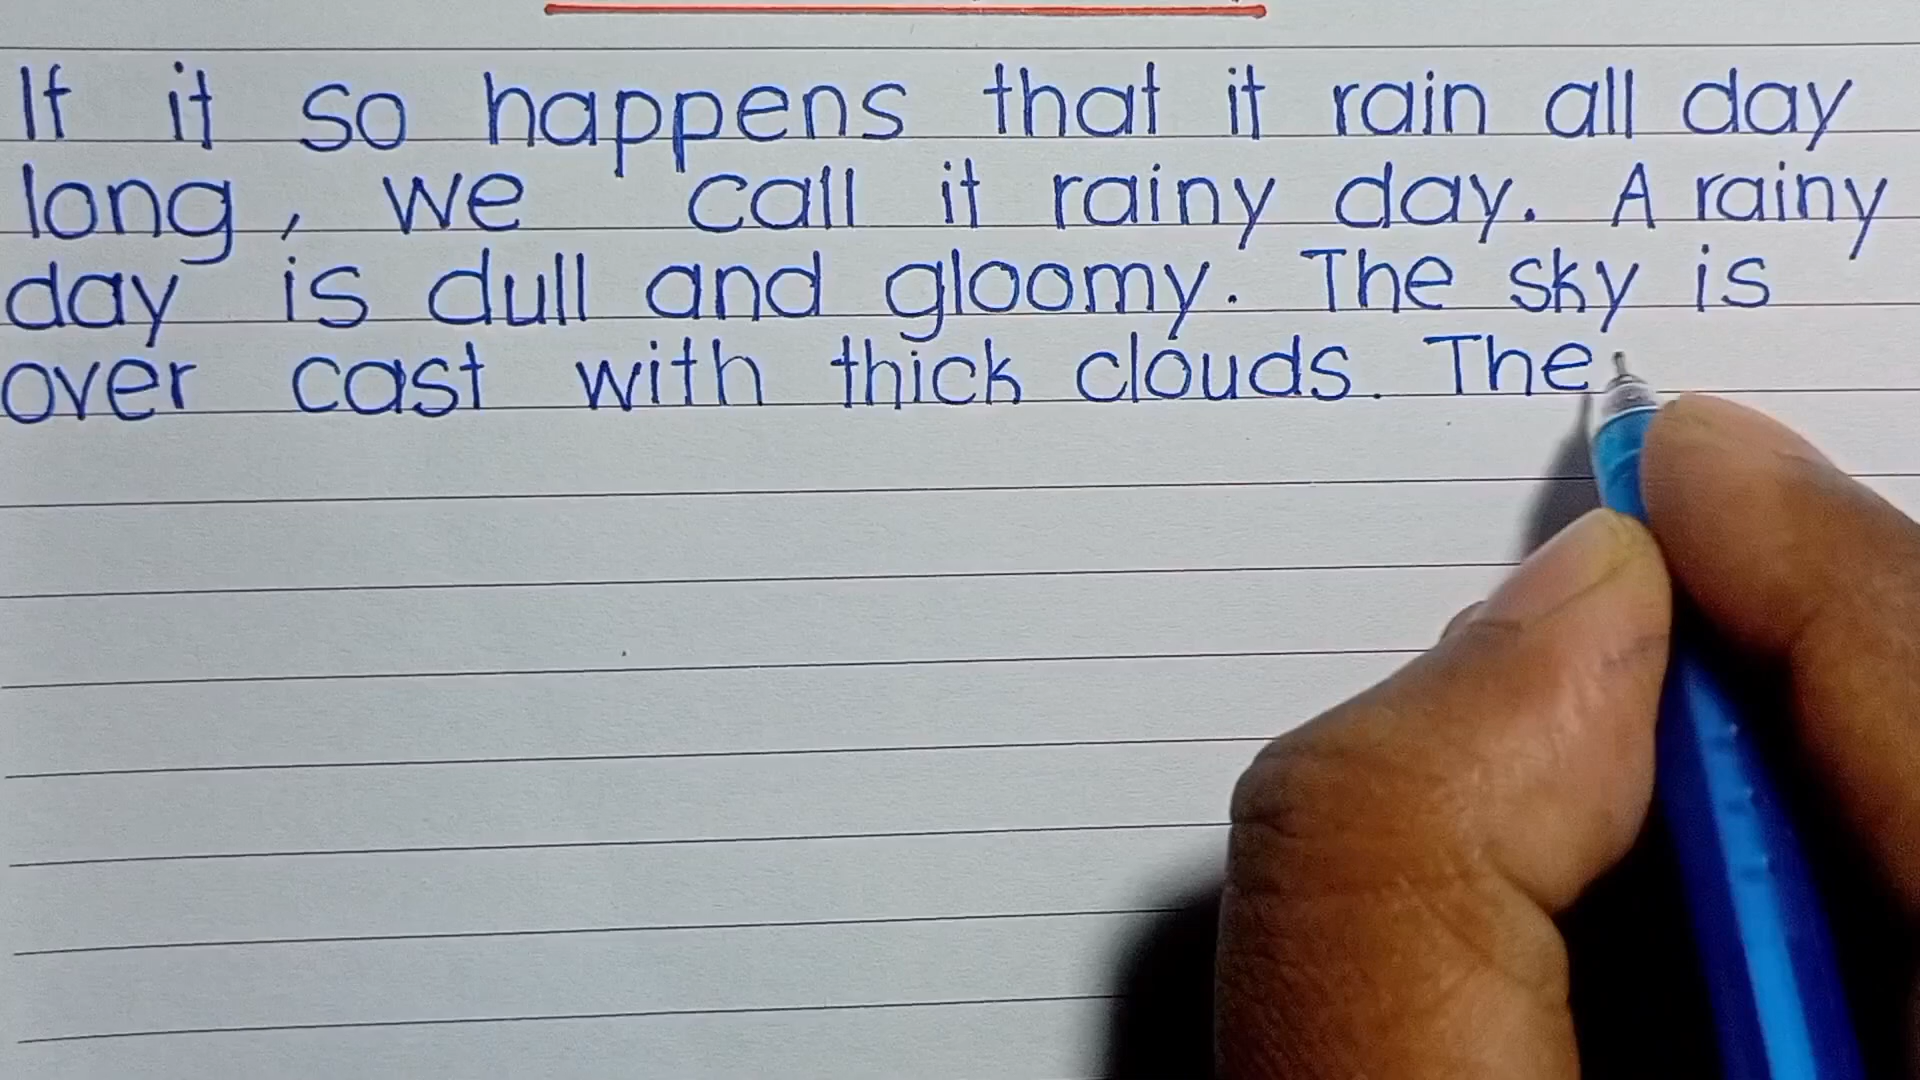 If it so happens that it rain all day
long, we call it rainy day. A rainy
day is dull and gloomy. The sky is
over cast with thick clouds. The